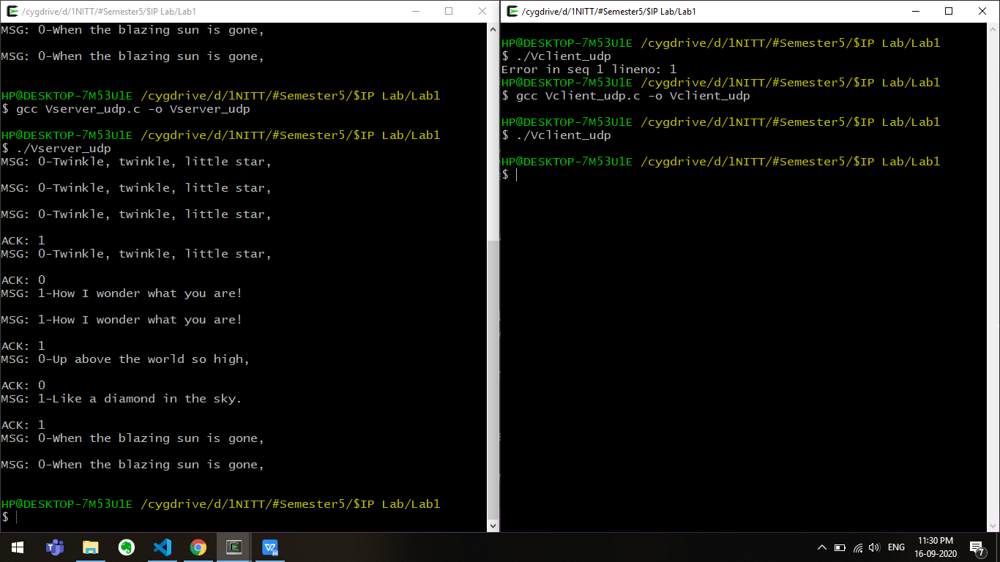 /cygdrive/d/1NITT/#Semester5/$IP Lab/Lab1
MSG: 0-When the blazing sun is gone,
MSG: 0-When the blazing sun is gone,
HP@DESKTOP-7M53U1E /cygdrive/d/1NITT/#Semester5/$IP Lab/Lab1
$ gcc Vserver_udp.c -o Vserver_udp
HP@DESKTOP-7M53U1E /cygdrive/d/1NITT/#Semester5/$IP Lab/Lab1
$ ./Vserver_udp
MSG: 0-Twinkle, twinkle, little star,
MSG: 0-Twinkle, twinkle, little star,
MSG: 0-Twinkle, twinkle, little star,
ACK: 1
MSG: 0-Twinkle, twinkle, little star,
ACK: 0
MSG: 1-How I wonder what you are!
MSG: 1-How I wonder what you are!
ACK: 1
MSG: 0-Up above the world so high,
ACK: 0
MSG: 1-Like a diamond in the sky.
ACK: 1
MSG: 0-When the blazing sun is gone,
MSG: 0-When the blazing sun is gone,
HP@DESKTOP-7M53U1E /cygdrive/d/1NITT/#Semester5/$IP Lab/Lab1
$
/cygdrive/d/1NITT/#Semester5/$IP Lab/Lab1
HP@DESKTOP-7M53U1E /cygdrive/d/1NITT/#Semester5/$IP Lab/Lab1
$ ./Vclient_udp
Error in seq 1 lineno: 1
HP@DESKTOP-7M53U1E /cygdrive/d/1NITT/#Semester5/$IP Lab/Lab1
$ gcc Vclient_udp.c -o Vclient_udp
HP@DESKTOP-7M53U1E /cygdrive/d/1NITT/#Semester5/$IP Lab/Lab1
$ ./Vclient_udp
HP@DESKTOP-7M53U1E /cygdrive/d/1NITT/#Semester5/$IP Lab/Lab1
$
ENG
11:30 PM
16-09-2020
7